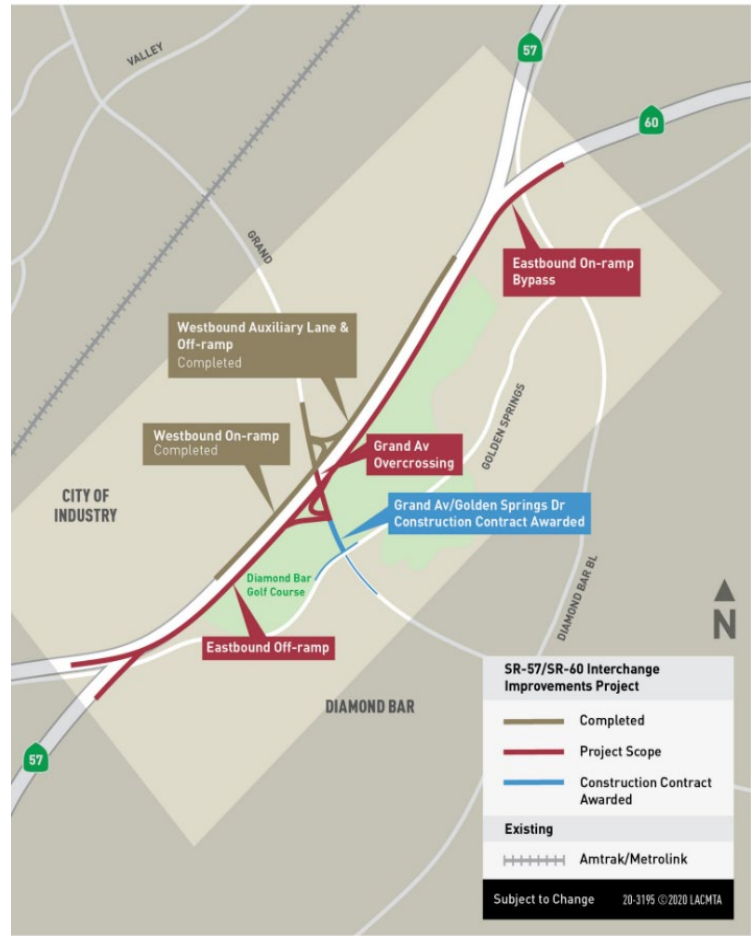 57
VALLEY
60
GRAND
Eastbound On-ramp
Bypass
Westbound Auxiliary Lane &
Off-ramp
Completed
GOLDEN SPRINGS
Westbound On-ramp
Completed
Grand Av
Overcrossing
CITY OF
INDUSTRY
Grand Av/Golden Springs Dr
Construction Contract Awarded
Diamond Bar
Golf Course
DIAMOND BAR BL
N
Eastbound Off-ramp
DIAMOND BAR
57
SR-57/SR-60 Interchange
Improvements Project
Completed
Project Scope
Construction Contract
Awarded
Existing
Amtrak/Metrolink
Subject to Change 20-3195 ©2020 LACMTA